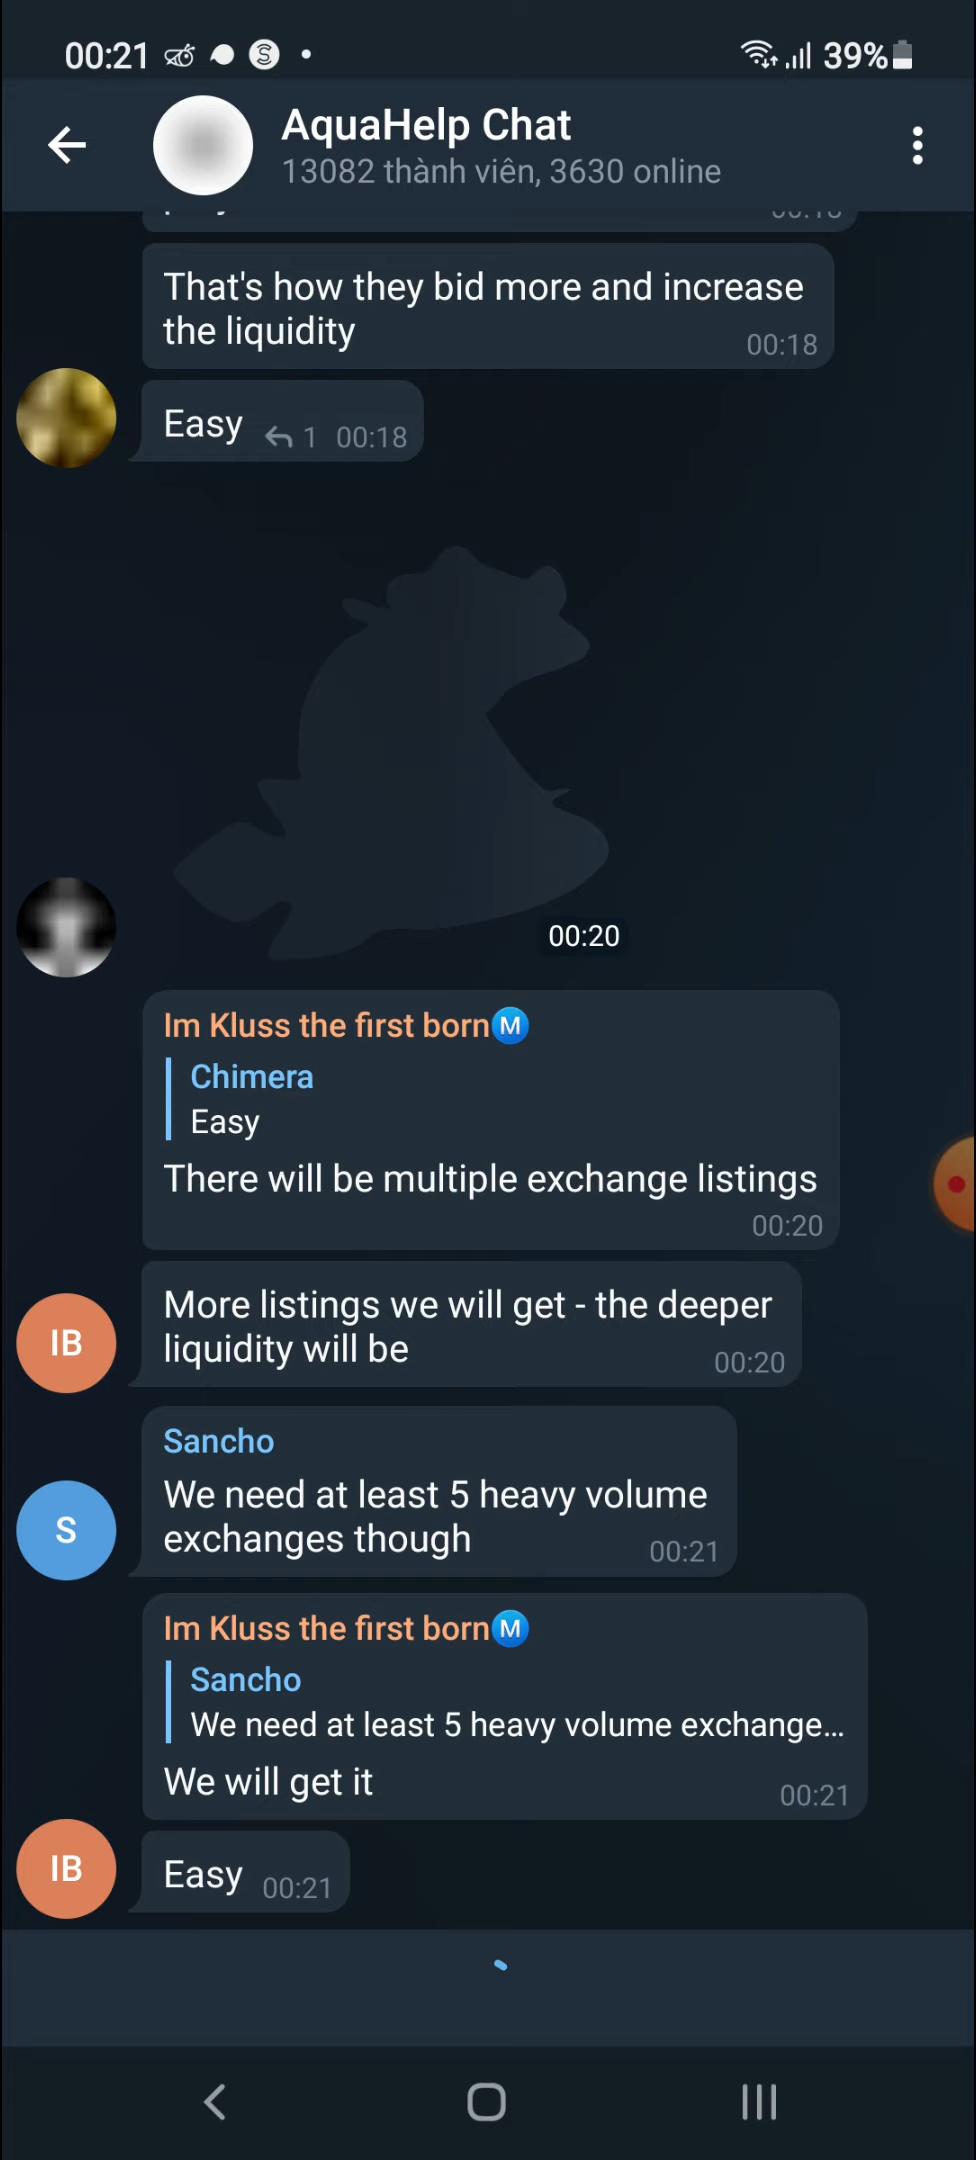 00:21
39%
AquaHelp Chat
13082 thành viên, 3630 online
That's how they bid more and increase
the liquidity
00:18
Easy 1 00:18
00:20
Im Kluss the first born M
Chimera
Easy
There will be multiple exchange listings
00:20
More listings we will get - the deeper
liquidity will be
00:20
IB
Sancho
We need at least 5 heavy volume
exchanges though
00:21
S
Im Kluss the first born M
Sancho
We need at least 5 heavy volume exchange...
We will get it
00:21
IB
Easy 00:21